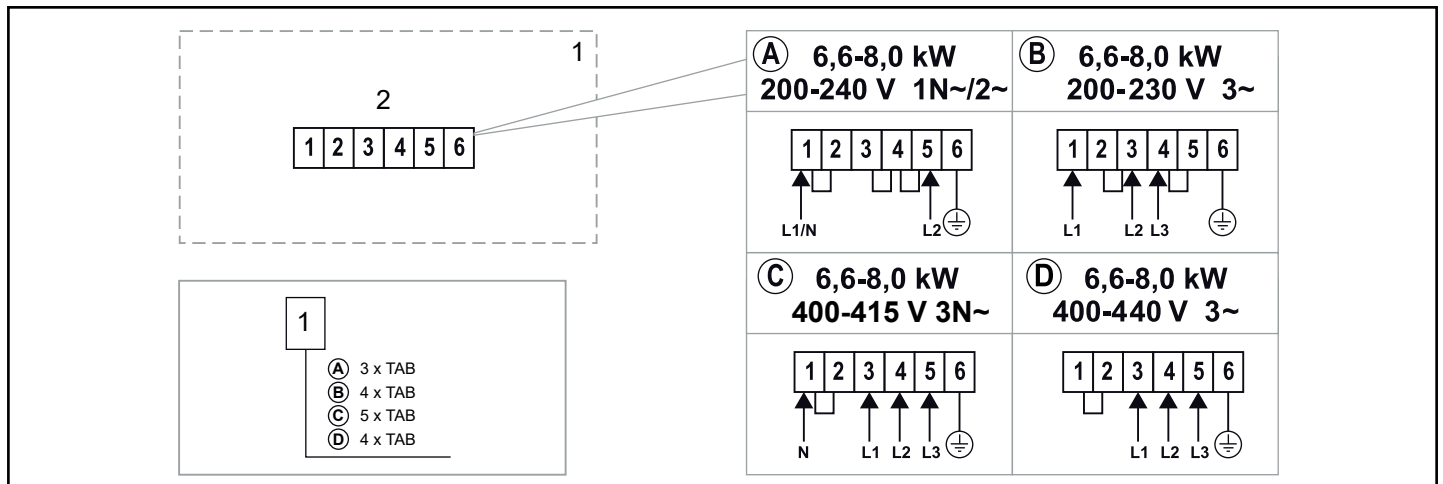 1
2
1 2 3 4 5 6
1
A 3 x TAB
B 4 x TAB
C 5 x TAB
D 4 x TAB
A 6,6-8,0 kW
200-240 V 1N~/2~
1 2 3 4 5 6
L1/N L2
B 6,6-8,0 kW
200-230 V 3~
1 2 3 4 5 6
L1 L2 L3
C 6,6-8,0 kW
400-415 V 3N~
1 2 3 4 5 6
N L1 L2 L3
D 6,6-8,0 kW
400-440 V 3~
1 2 3 4 5 6
L1 L2 L3